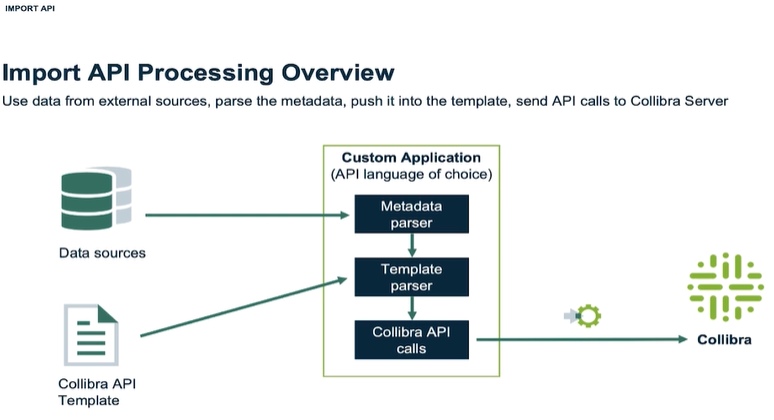 IMPORT API
Import API Processing Overview
Use data from external sources, parse the metadata, push it into the template, send API calls to Collibra Server
Custom Application
(API language of choice)
Metadata
parser
Data sources
Template
parser
Collibra API
calls
Collibra
Collibra API
Template